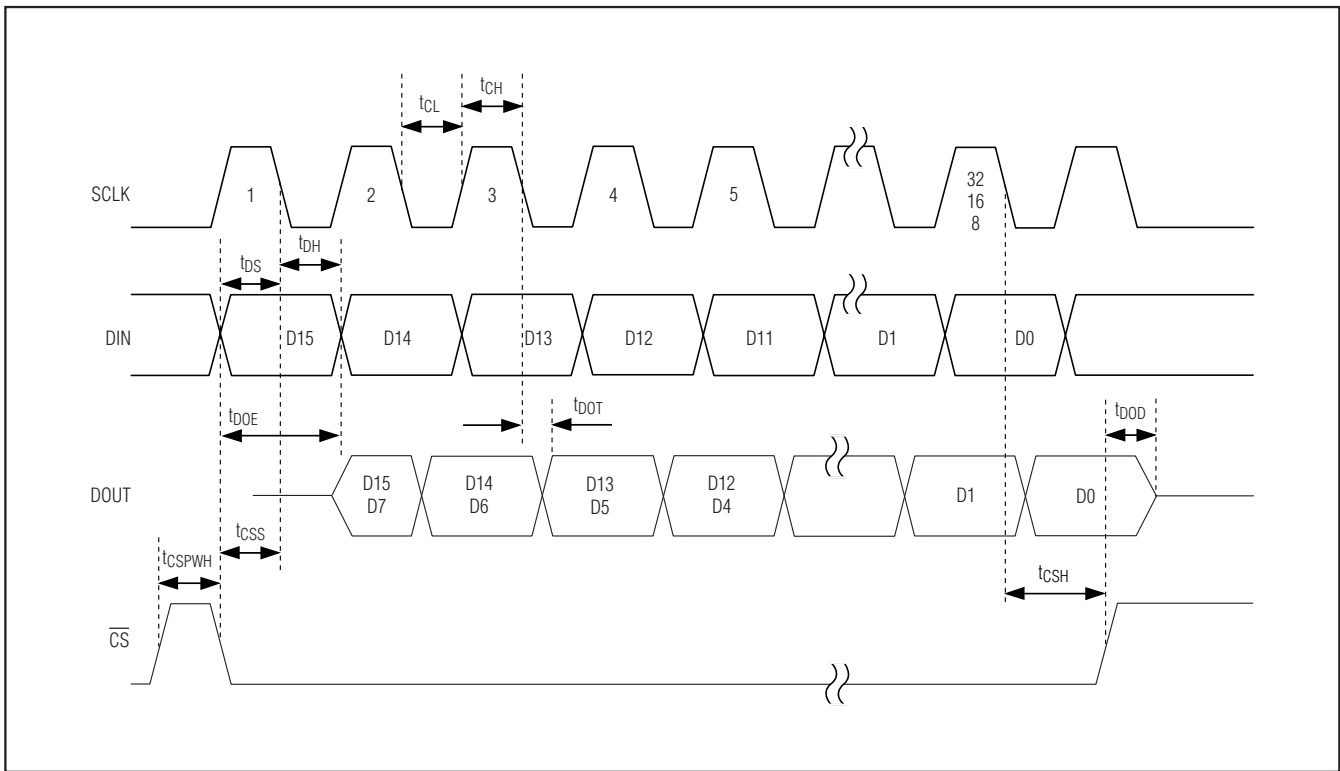 tCL
tCH
SCLK
1
2
3
4
5
32
16
8
tDS
tDH
DIN
D15
D14
D13
D12
D11
D1
D0
tDOE
tDOT
tDOD
DOUT
D15
D7
D14
D6
D13
D5
D12
D4
D1
D0
tCSPWH
tCSS
tCSH
CS